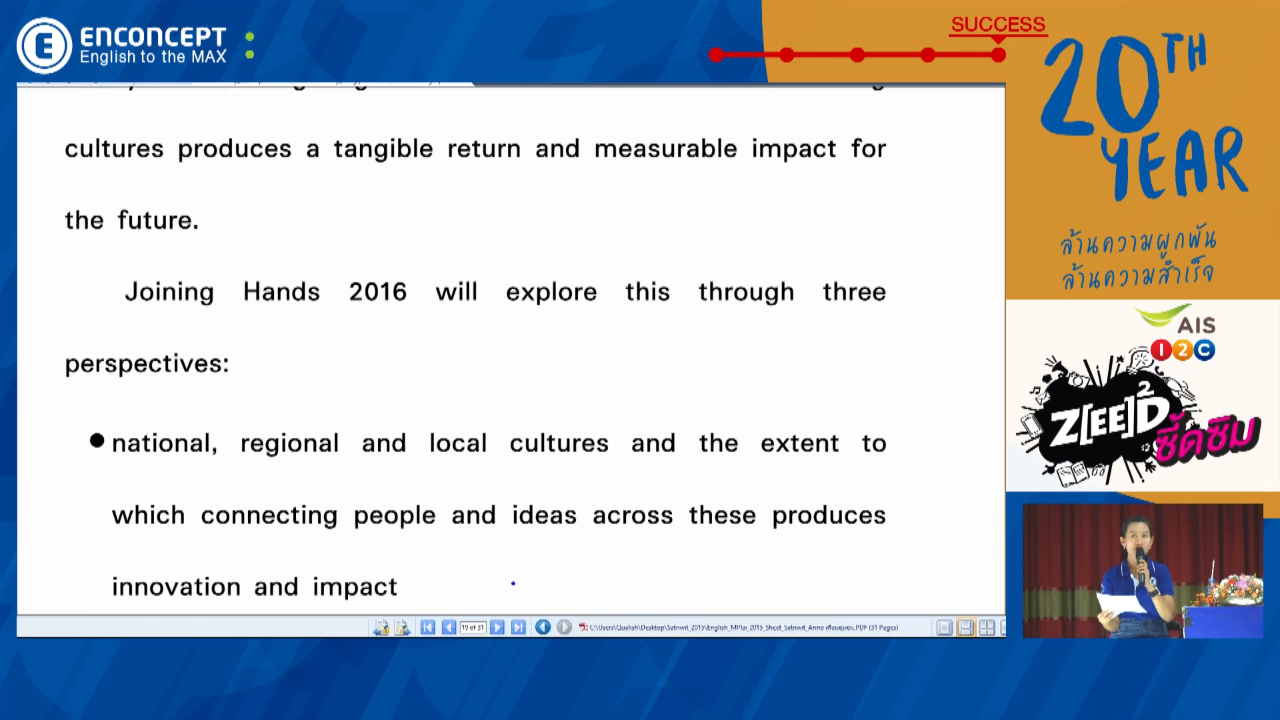 ENCONCEPT
English to the MAX
SUCCESS
20TH
YEAR
ล้านความผูกพัน
ล้านความสำเร็จ
cultures produces a tangible return and measurable impact for
the future.
Joining Hands 2016 will explore this through three
perspectives:
national, regional and local cultures and the extent to
which connecting people and ideas across these produces
innovation and impact
AIS
I2C
Z[EE]D2
ซี้ดซิม
19 of 31